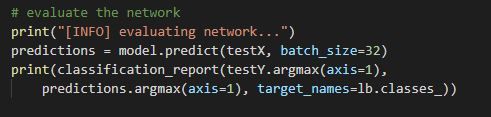 # evaluate the network
print("[INFO] evaluating network...")
predictions = model.predict(testX, batch_size=32)
print(classification_report(testY.argmax(axis=1),
    predictions.argmax(axis=1), target_names=lb.classes_))